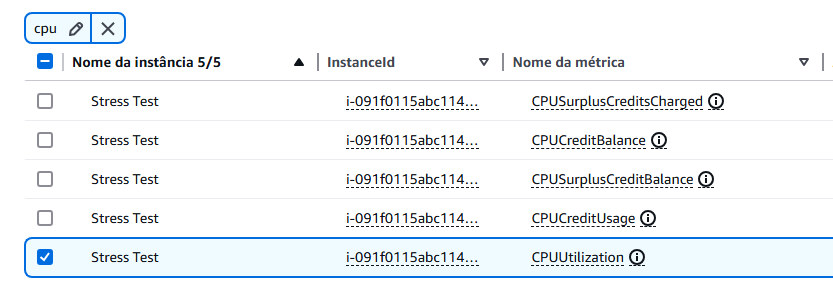 cpu
Nome da instância 5/5 InstanceId Nome da métrica
Stress Test i-091f0115abc114... CPUSurplusCreditsCharged
Stress Test i-091f0115abc114... CPUCreditBalance
Stress Test i-091f0115abc114... CPUSurplusCreditBalance
Stress Test i-091f0115abc114... CPUCreditUsage
Stress Test i-091f0115abc114... CPUUtilization